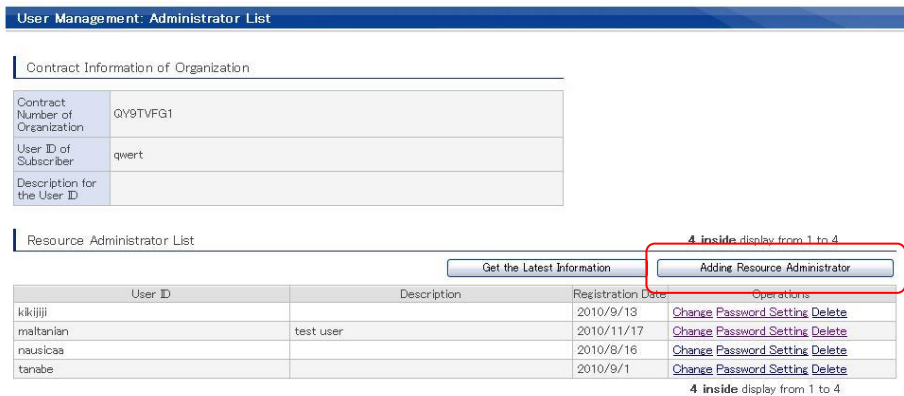 User Management: Administrator List
Contract Information of Organization
Contract
Number of
Organization
QY9TVFG1
User ID of
Subscriber
qwert
Description for
the User ID
Resource Administrator List
4 inside display from 1 to 4
Get the Latest Information
Adding Resource Administrator
User ID Description Registration Date Operations
kikijiji 2010/9/13 Change Password Setting Delete
maltanian test user 2010/11/17 Change Password Setting Delete
nausicaa 2010/8/16 Change Password Setting Delete
tanabe 2010/9/1 Change Password Setting Delete
4 inside display from 1 to 4